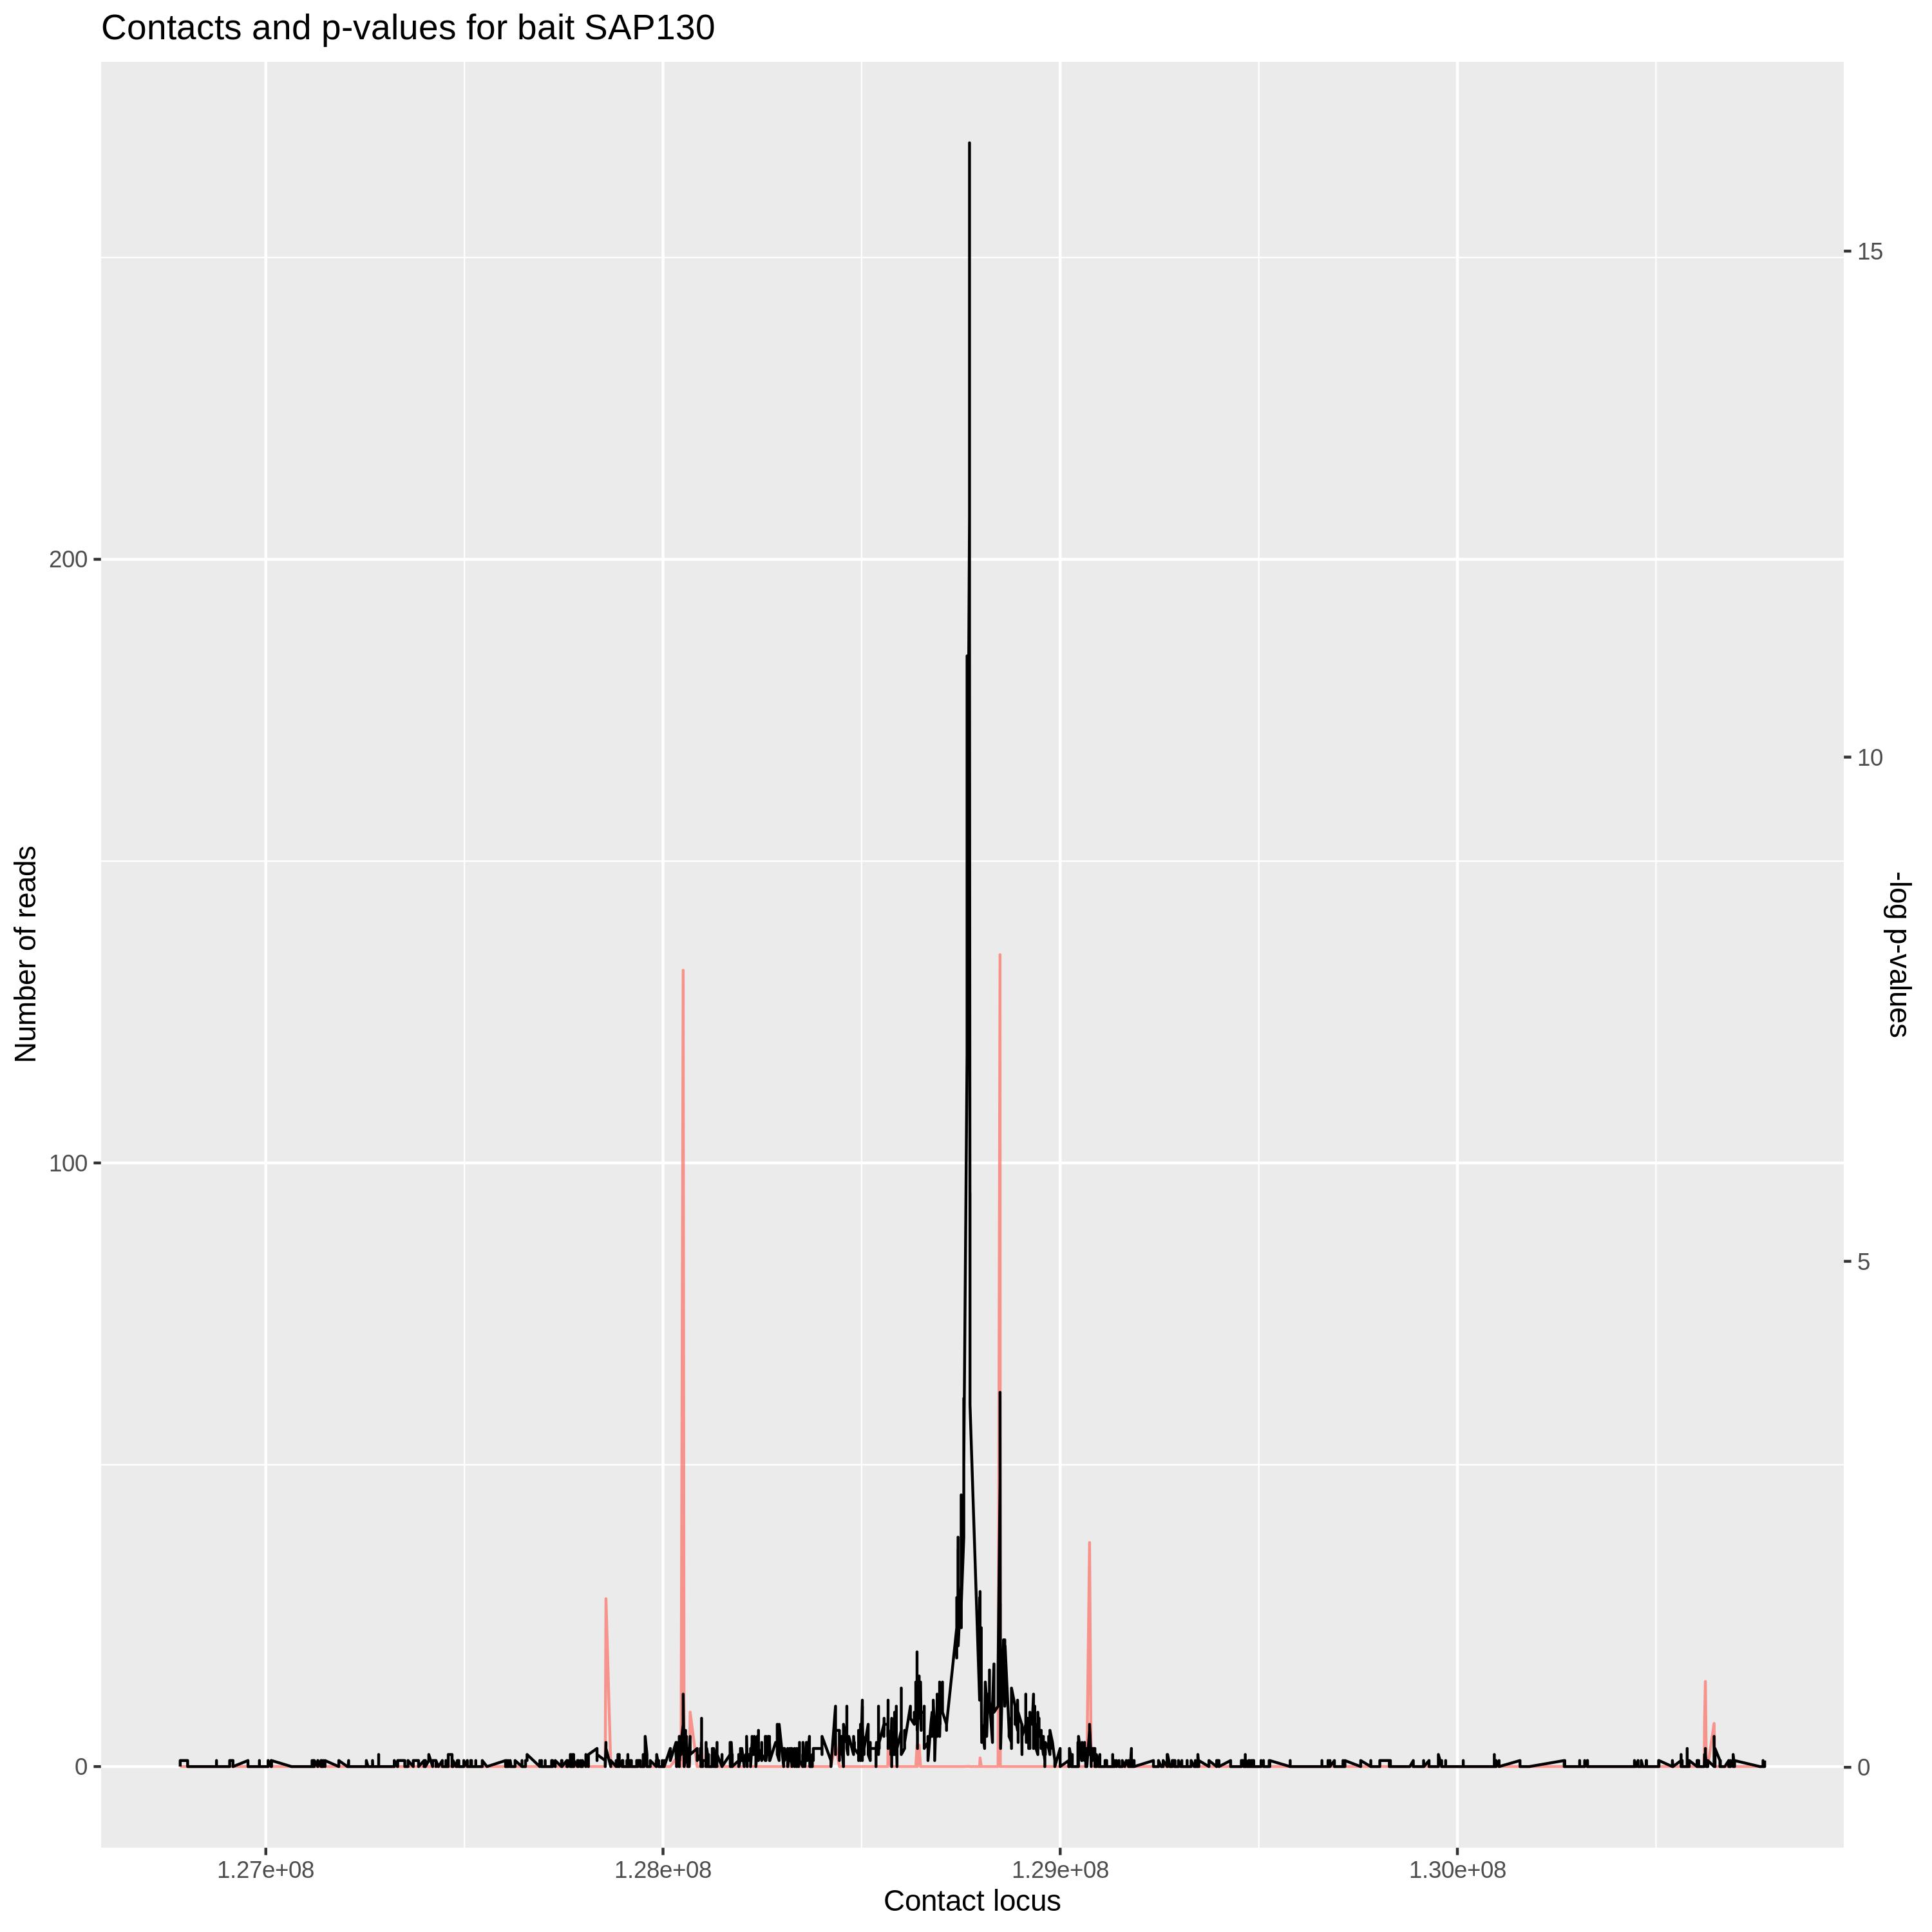 Contacts and p-values for bait SAP130
Number of reads
200
100
0
15
10
5
0
-log p-values
1.27e+08
1.28e+08
1.29e+08
1.30e+08
Contact locus